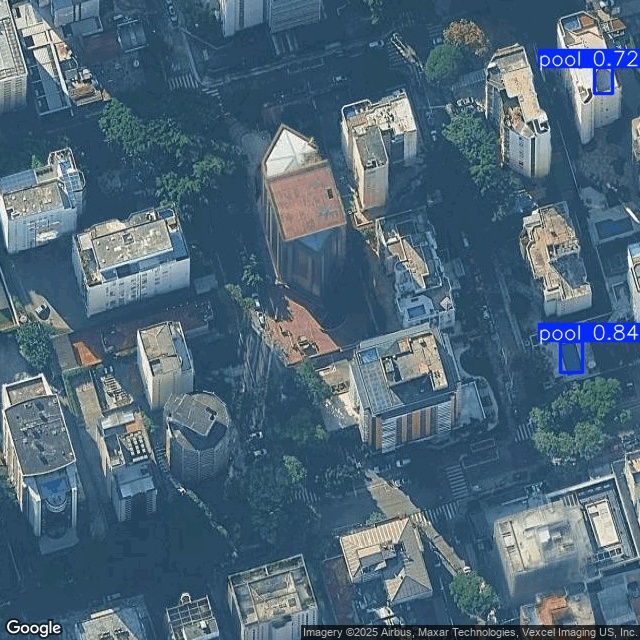 pool 0.72
pool 0.84
Google
Imagery ©2025 Airbus, Maxar Technologies, Vexcel Imaging US, Inc